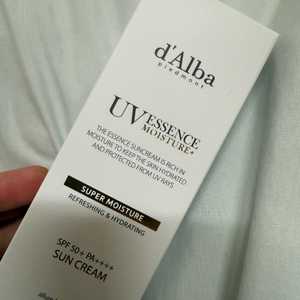 d'Alba
piedmont
UV ESSENCE
MOISTURE+
THE ESSENCE SUNCREAM IS RICH IN
MOISTURE TO KEEP THE SKIN HYDRATED
AND PROTECTED FROM UV RAYS
SUPER MOISTURE
REFRESHING & HYDRATING
SPF 50+ PA++++
SUN CREAM